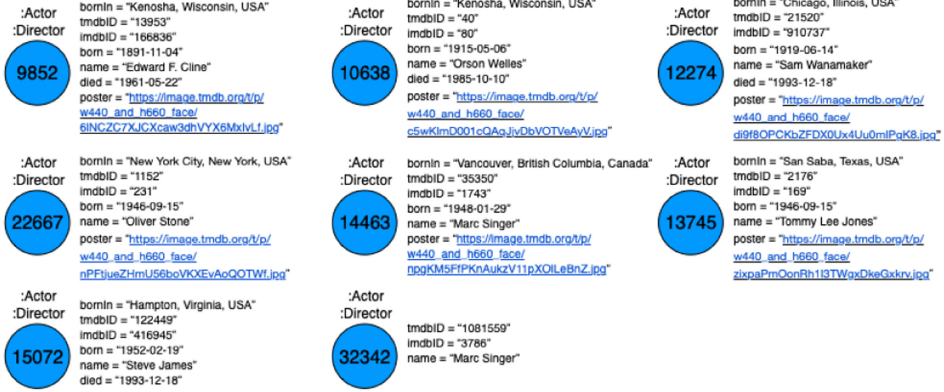 :Actor
:Director
9852
bornIn = "Kenosha, Wisconsin, USA"
tmdbID = "13953"
imdbID = "166836"
born = "1891-11-04"
name = "Edward F. Cline"
died = "1961-05-22"
poster = "https://image.tmdb.org/t/p/
w440_and_h660_face/
6INCZC7XJCXcaw3dhVYX6MxIvLf.jpg"
:Actor
:Director
10638
bornIn = "Kenosha, Wisconsin, USA"
tmdbID = "40"
imdbID = "80"
born = "1915-05-06"
name = "Orson Welles"
died = "1985-10-10"
poster = "https://image.tmdb.org/t/p/
w440_and_h660_face/
c5wKlmD001cQAgJivDbVOTVeAyV.jpg"
:Actor
:Director
12274
bornIn = "Chicago, Illinois, USA"
tmdbID = "21520"
imdbID = "910737"
born = "1919-06-14"
name = "Sam Wanamaker"
died = "1993-12-18"
poster = "https://image.tmdb.org/t/p/
w440_and_h660_face/
di9f8OPCKbZFDX0Ux4Uu0mIPgK8.jpg"
:Actor
:Director
22667
bornIn = "New York City, New York, USA"
tmdbID = "1152"
imdbID = "231"
born = "1946-09-15"
name = "Oliver Stone"
poster = "https://image.tmdb.org/t/p/
w440_and_h660_face/
nPFtjueZHmU56boVKXEvAoQOTWf.jpg"
:Actor
:Director
14463
bornIn = "Vancouver, British Columbia, Canada"
tmdbID = "35350"
imdbID = "1743"
born = "1948-01-29"
name = "Marc Singer"
poster = "https://image.tmdb.org/t/p/
w440_and_h660_face/
npgKM5FfPKnAukzV11pXOILeBnZ.jpg"
:Actor
:Director
13745
bornIn = "San Saba, Texas, USA"
tmdbID = "2176"
imdbID = "169"
born = "1946-09-15"
name = "Tommy Lee Jones"
poster = "https://image.tmdb.org/t/p/
w440_and_h660_face/
zixpaPmOonRh1I3TWgxDkeGxkrv.jpg"
:Actor
:Director
15072
bornIn = "Hampton, Virginia, USA"
tmdbID = "122449"
imdbID = "416945"
born = "1952-02-19"
name = "Steve James"
died = "1993-12-18"
:Actor
:Director
32342
tmdbID = "1081559"
imdbID = "3786"
name = "Marc Singer"